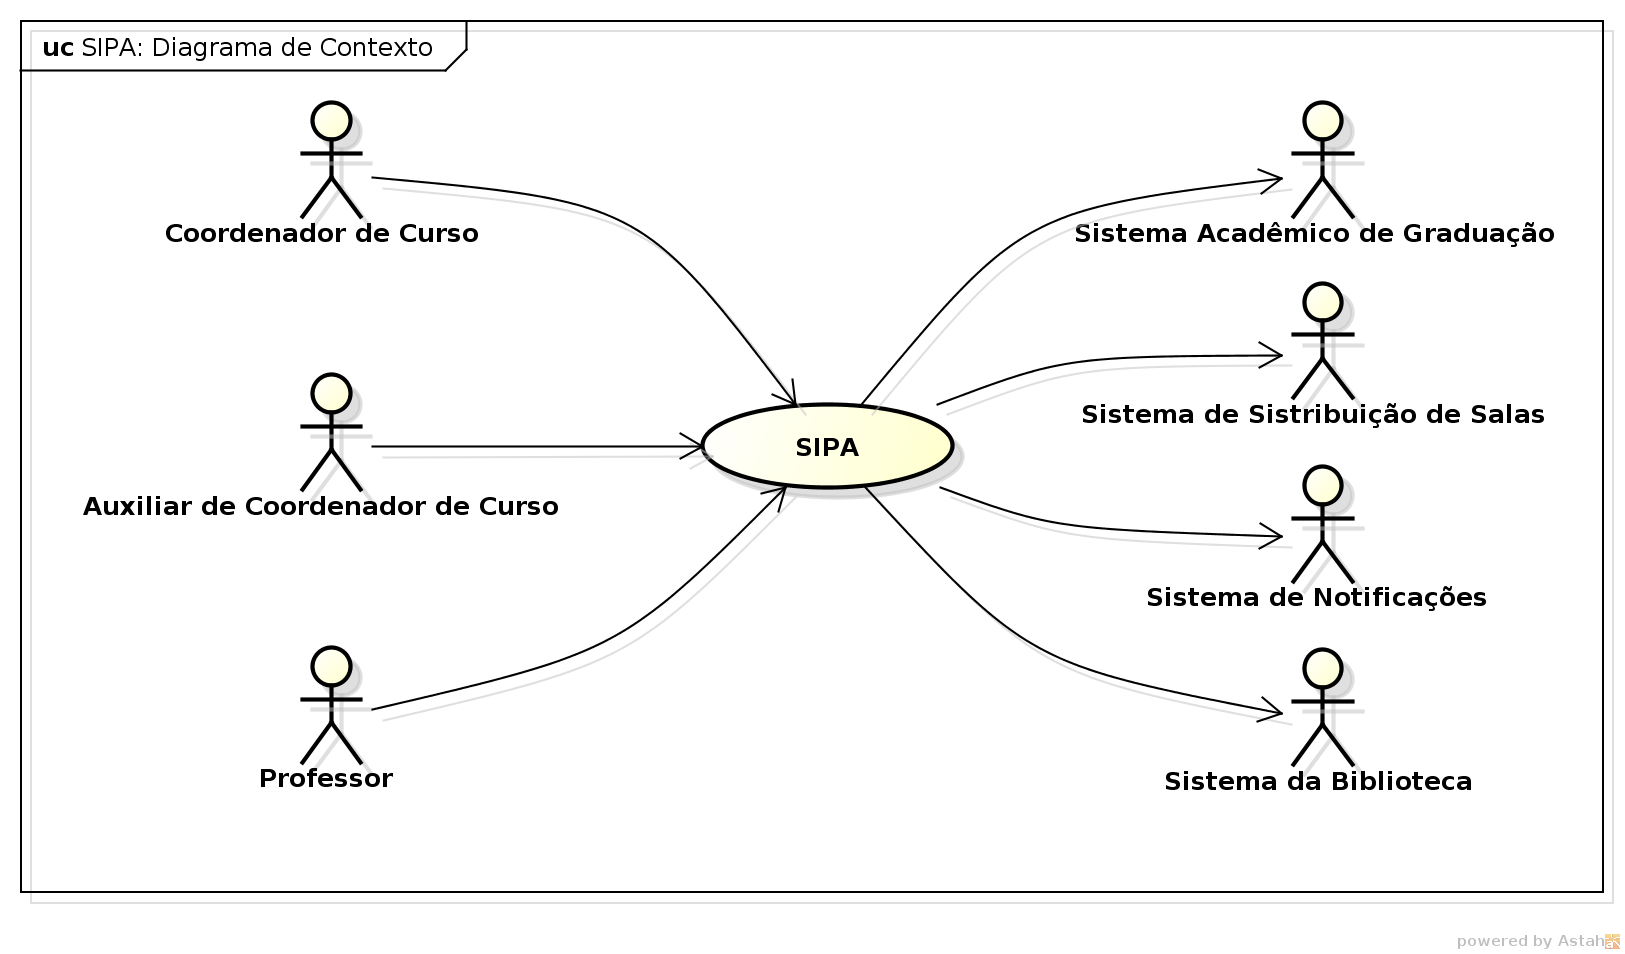 uc SIPA: Diagrama de Contexto
Coordenador de Curso
Sistema Acadêmico de Graduação
Sistema de Sistribuição de Salas
SIPA
Auxiliar de Coordenador de Curso
Sistema de Notificações
Professor
Sistema da Biblioteca
powered by Astah